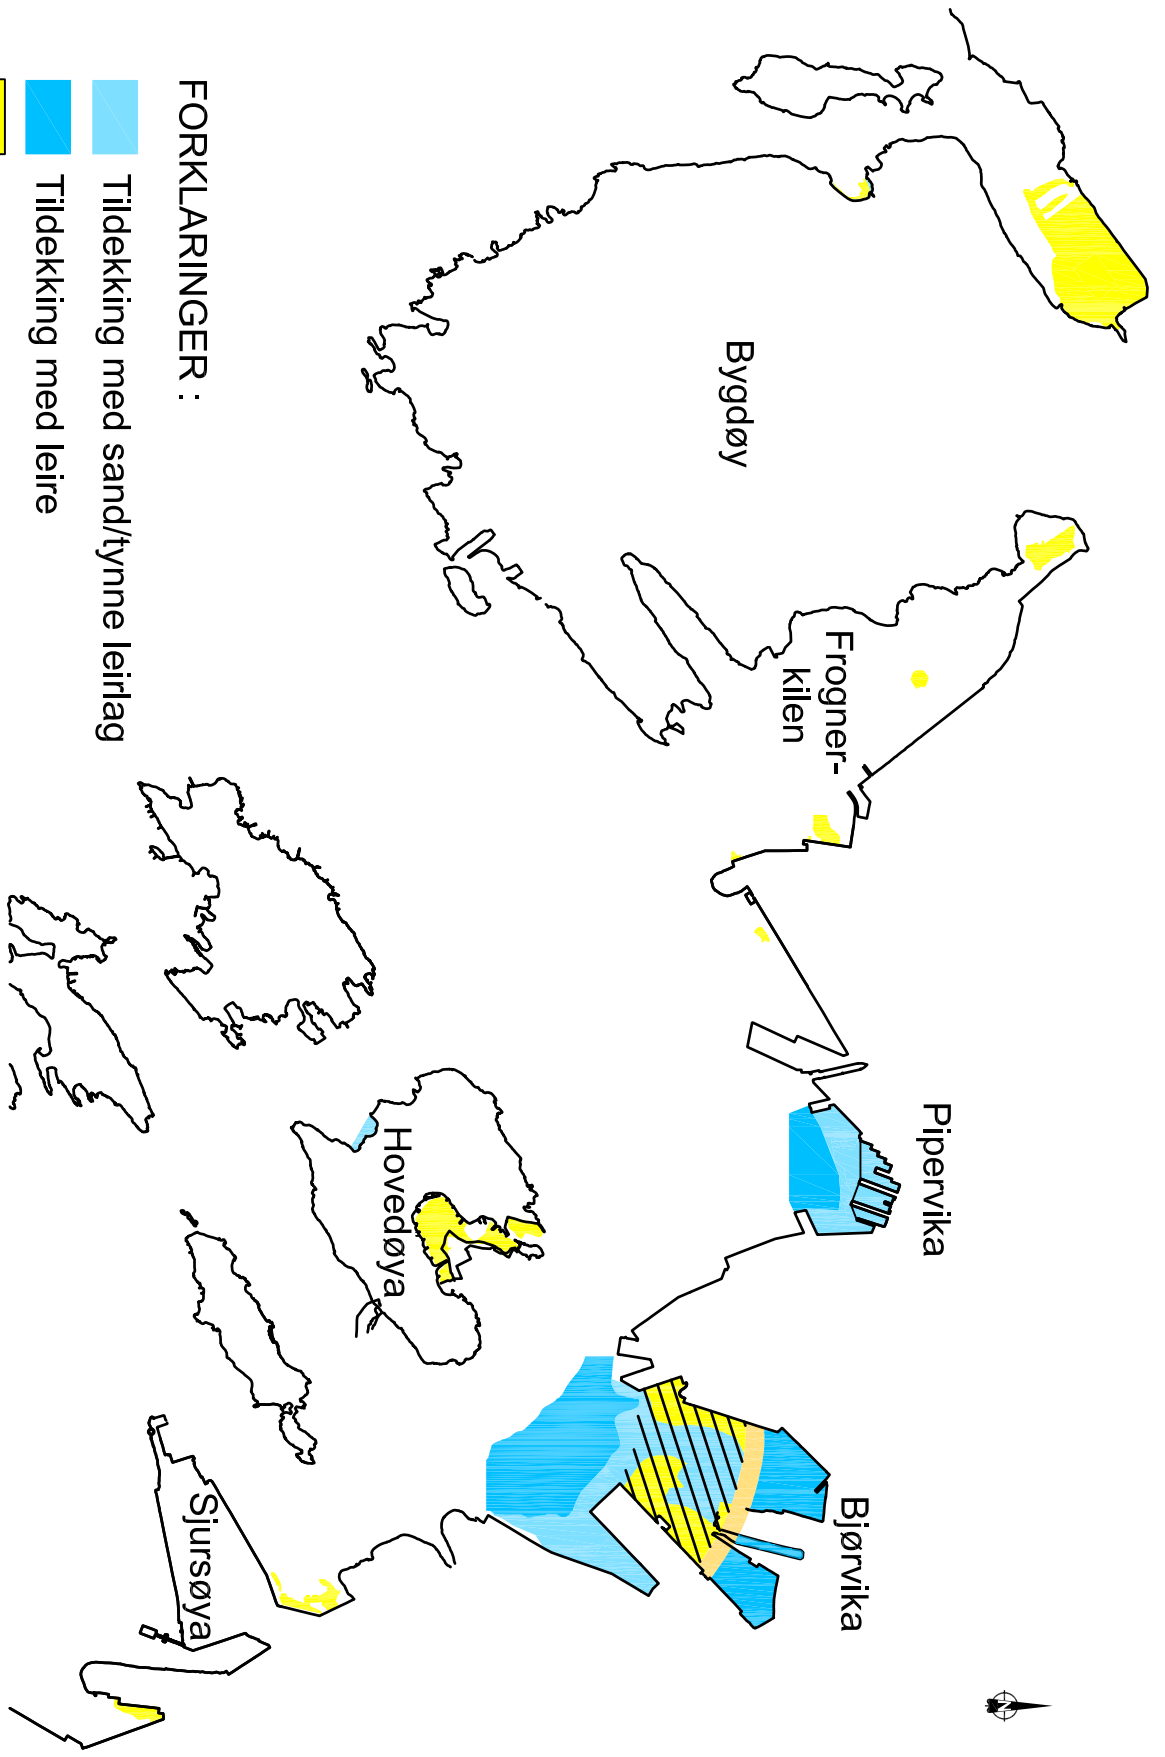 Bygdøy
Frogner-
kilen
Pipervika
Bjørvika
Hovedøya
Sjursøya
FORKLARINGER :
Tildekking med sand/tynne leirlag
Tildekking med leire
N